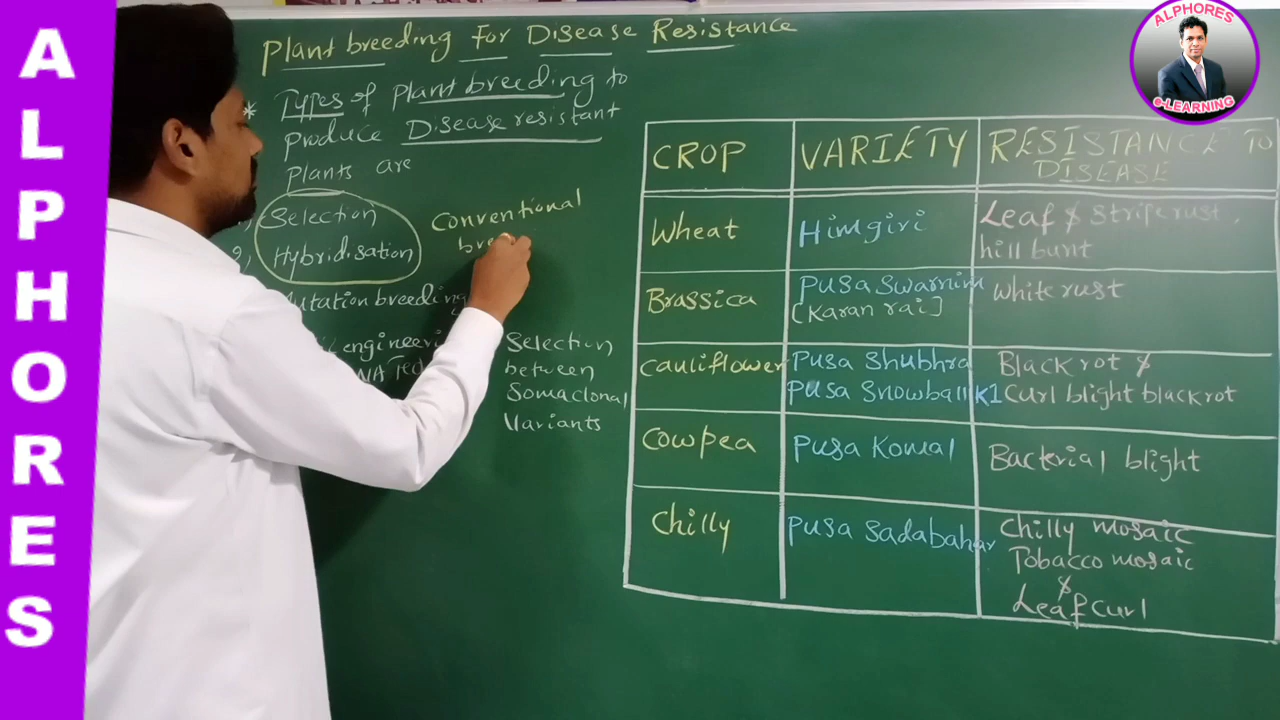 ALPHORES
ALPHORES
e-LEARNING
Plant breeding For Disease Resistance
* Types of Plant breeding to
produce Disease resistant
plants are
Selection
Hybridisation
Conventional
Mutation breeding
engineeri
Selection
between
Somaclonal
Variants
CROP VARIETY RESISTANCE TO
DISEASE
Wheat Himgiri Leaf & stripe rust,
hill bunt
Brassica Pusa swarnim White rust
[Karan rai]
Cauliflower Pusa Shubhra Black rot &
Pusa Snowball K1 Curl blight black rot
Cowpea Pusa Komal Bacterial blight
Chilly Pusa Sadabahar Chilly mosaic
Tobacco mosaic
&
Leaf curl